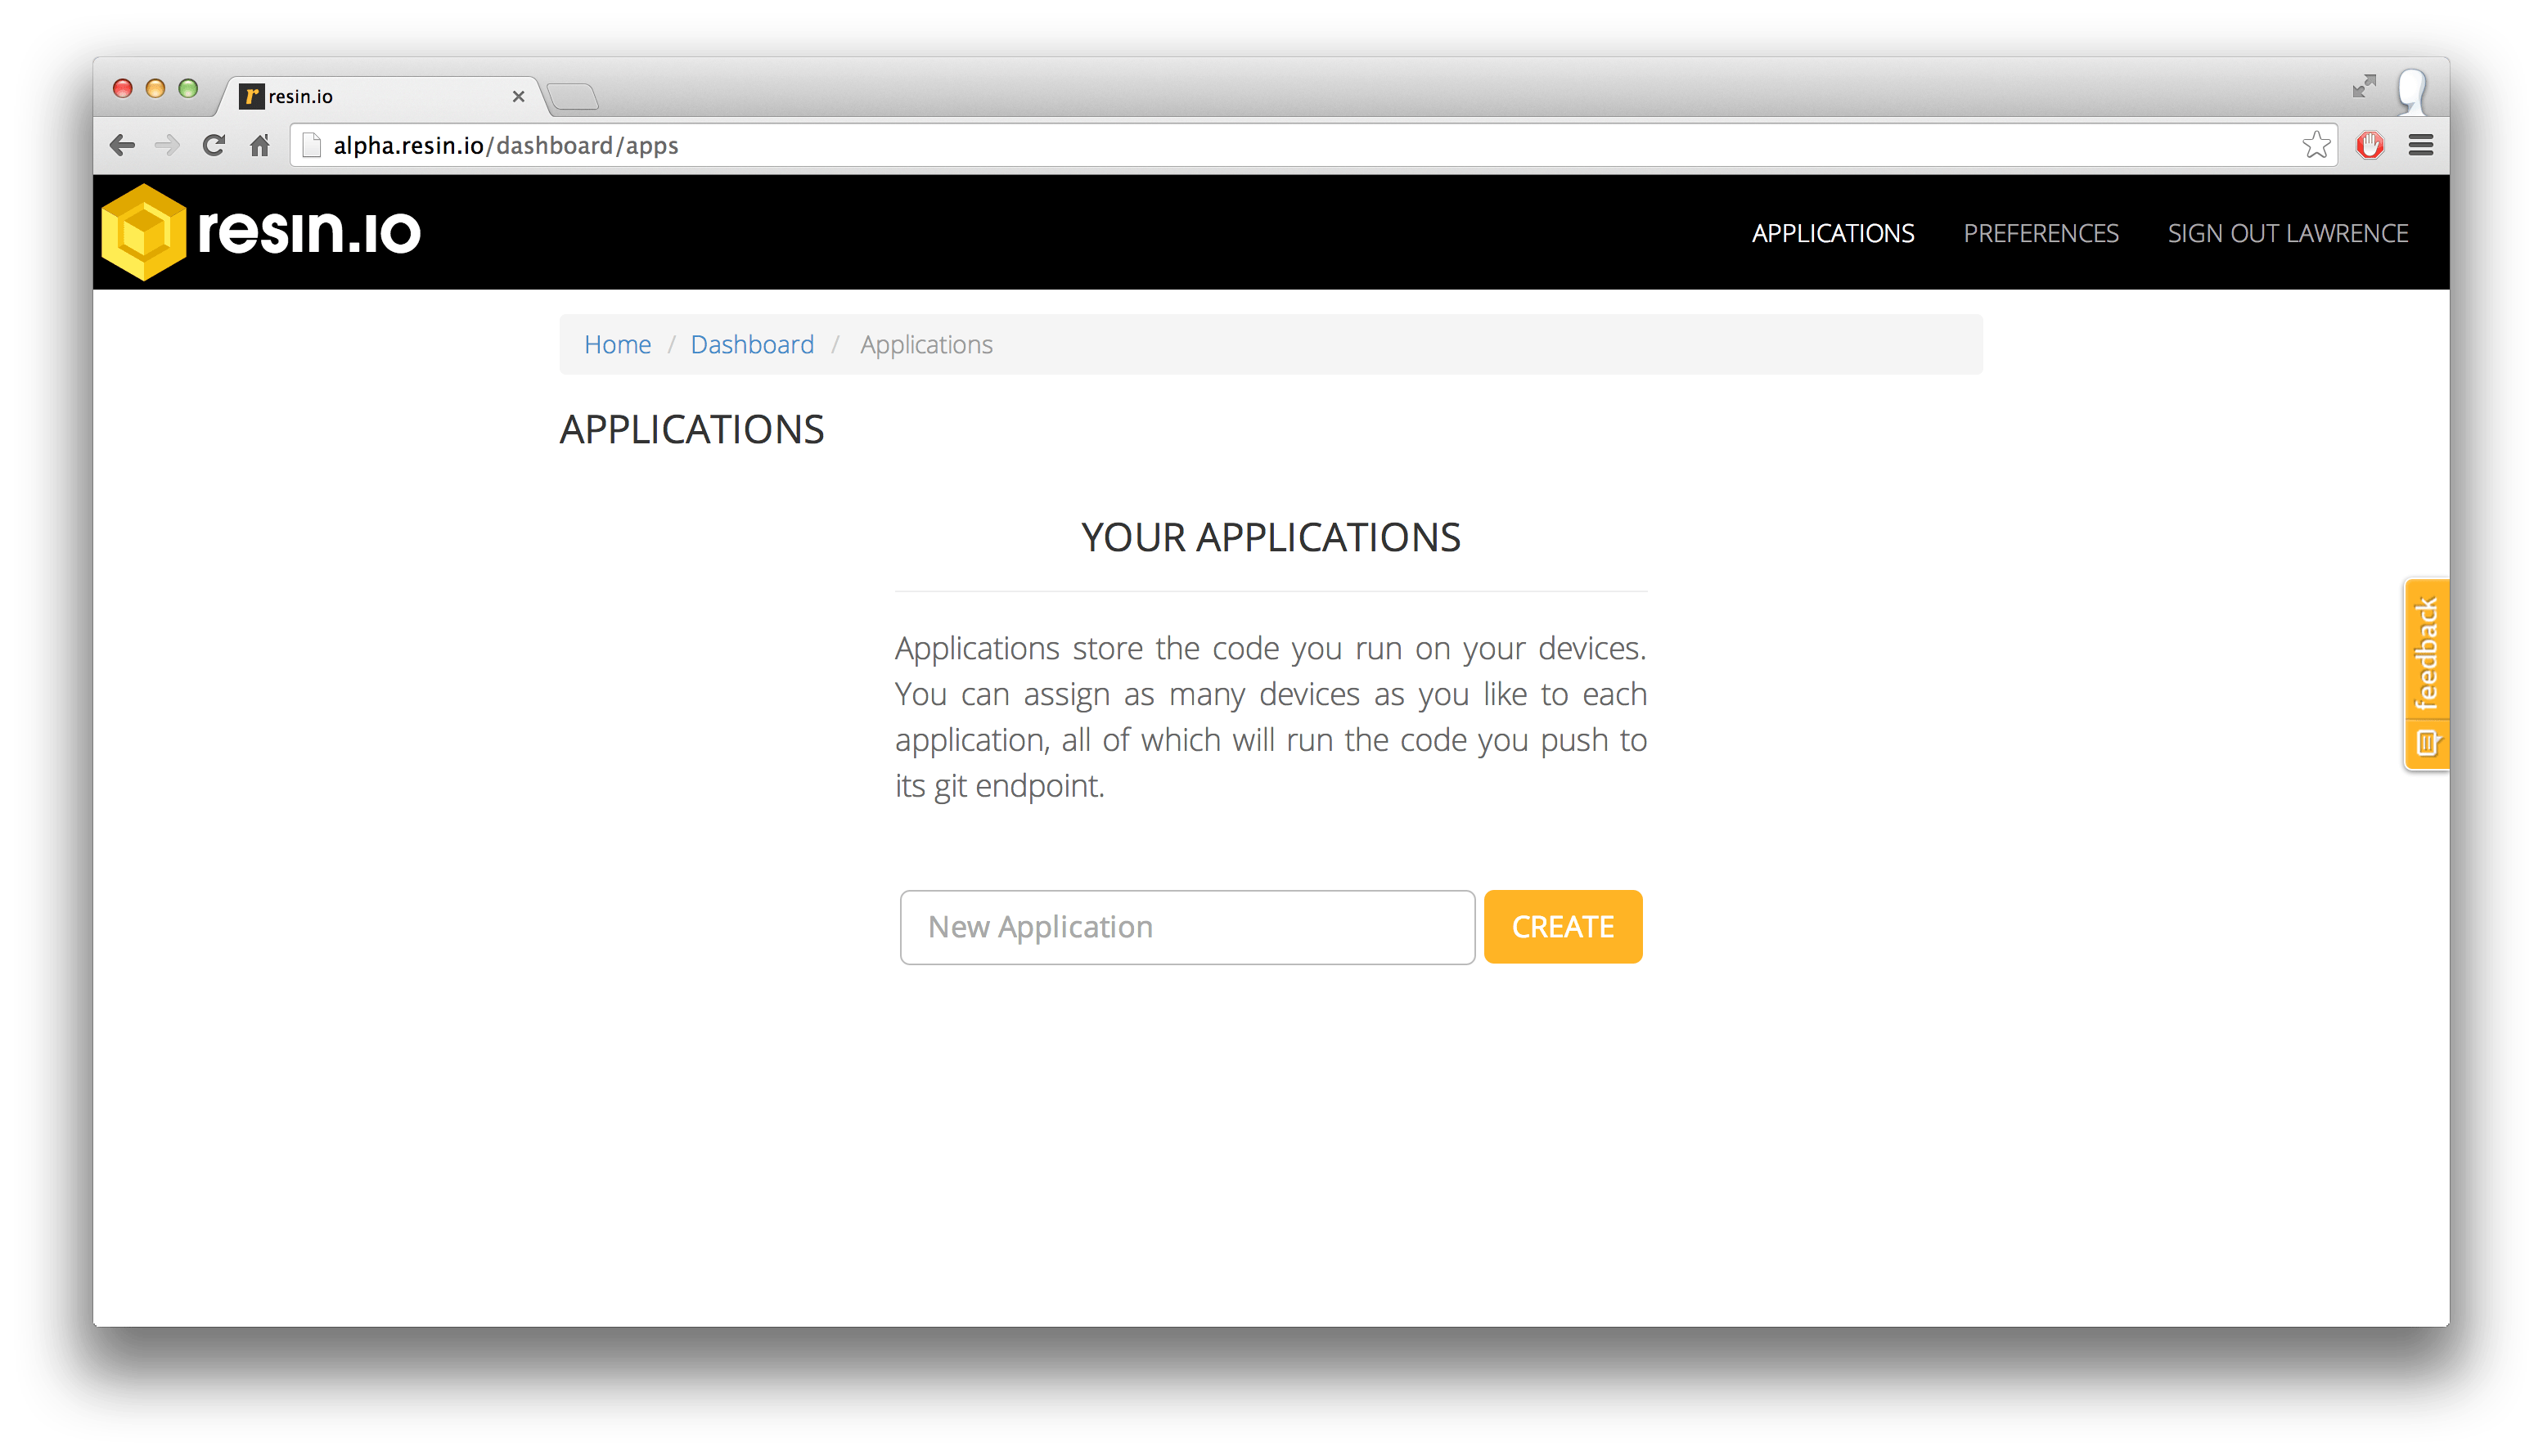 resin.io
alpha.resin.io/dashboard/apps
resin.io
APPLICATIONS PREFERENCES SIGN OUT LAWRENCE
Home / Dashboard / Applications
APPLICATIONS
YOUR APPLICATIONS
Applications store the code you run on your devices.
You can assign as many devices as you like to each
application, all of which will run the code you push to
its git endpoint.
feedback
New Application CREATE